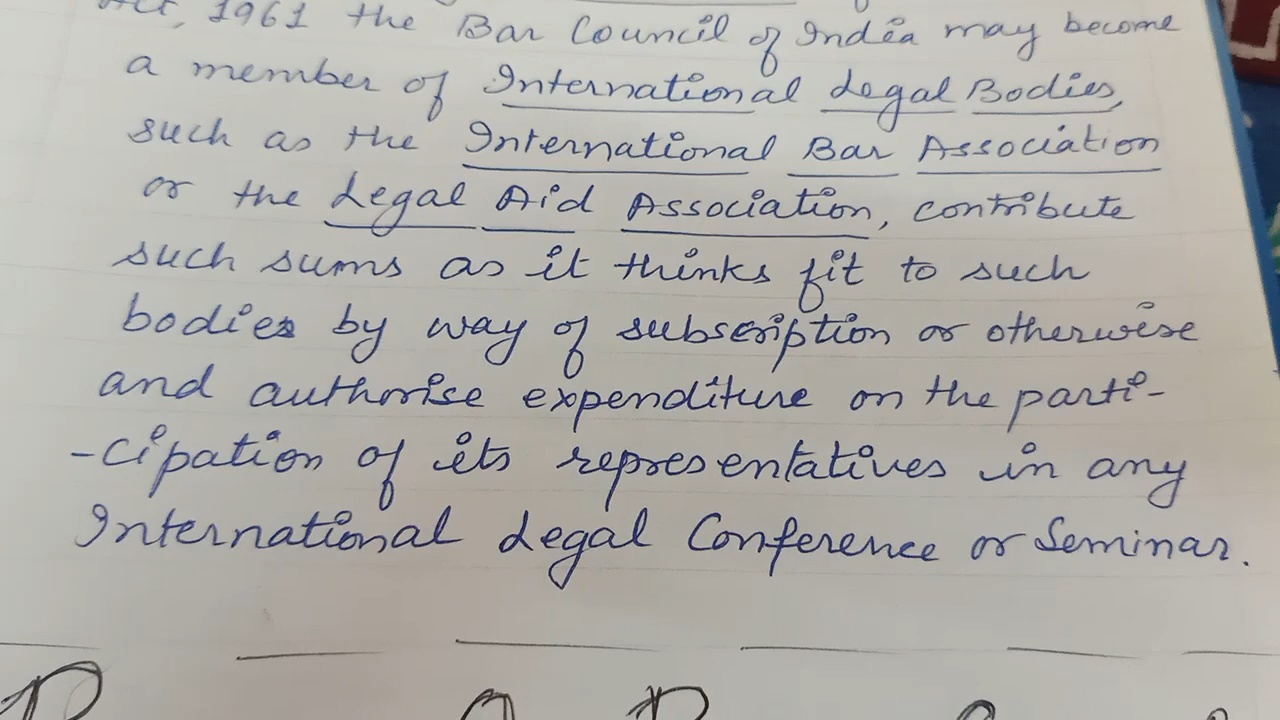 Act, 1961 the Bar Council of India may become
a member of International Legal Bodies,
such as the International Bar Association
or the Legal Aid Association, contribute
such sums as it thinks fit to such
bodies by way of subscription or otherwise
and authorise expenditure on the parti-
-cipation of its representatives in any
International Legal Conference or Seminar.